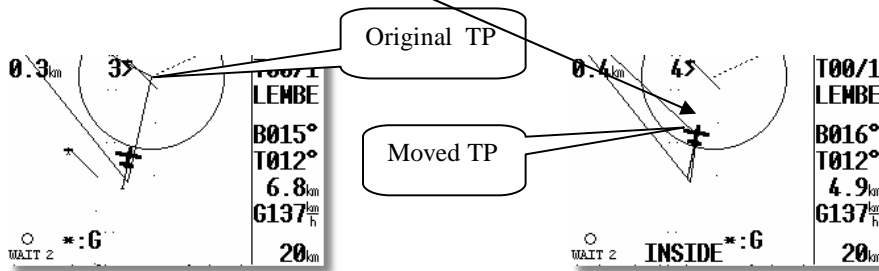 Original TP
Moved TP
0.3km
3
T00/1
LEMBE
B015°
T012°
6.8km
G137km/h
WAIT 2
*:G
20km
0.4km
4
T00/1
LEMBE
B016°
T012°
4.9km
G137km/h
WAIT 2
INSIDE*:G
20km